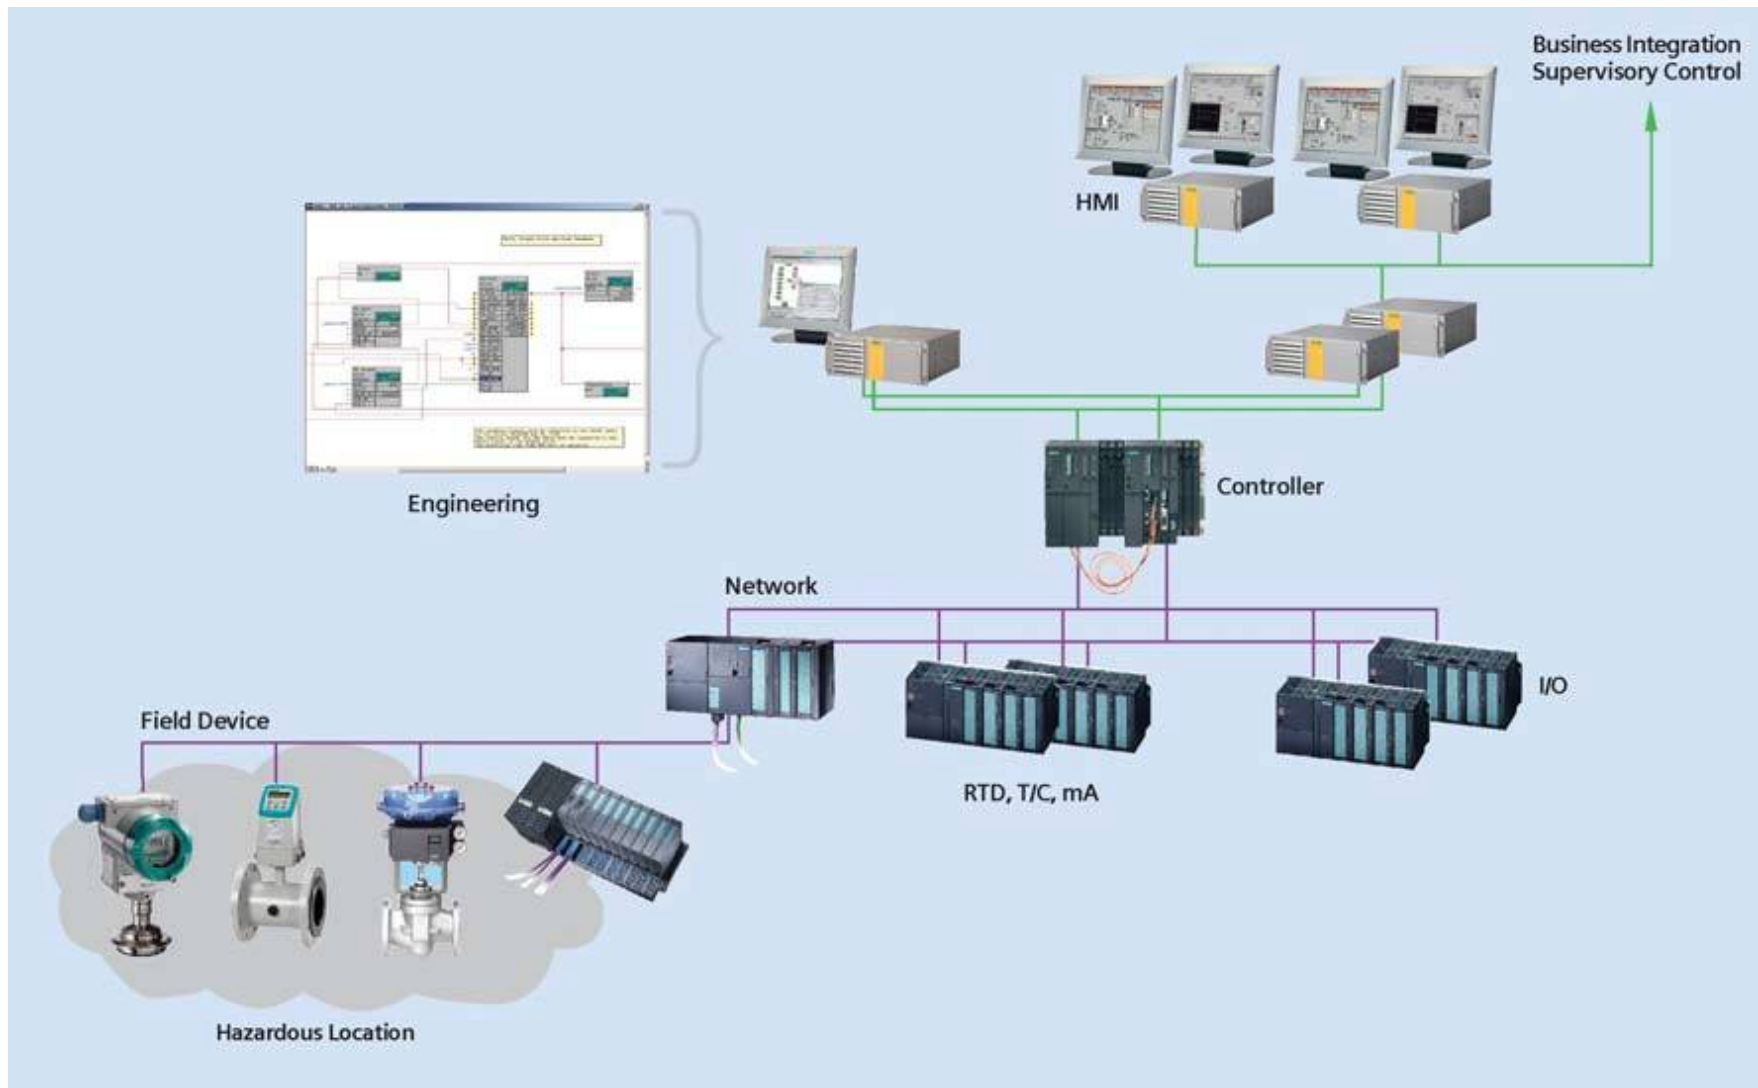 Business Integration
Supervisory Control
HMI
Engineering
Controller
Network
I/O
Field Device
RTD, T/C, mA
Hazardous Location